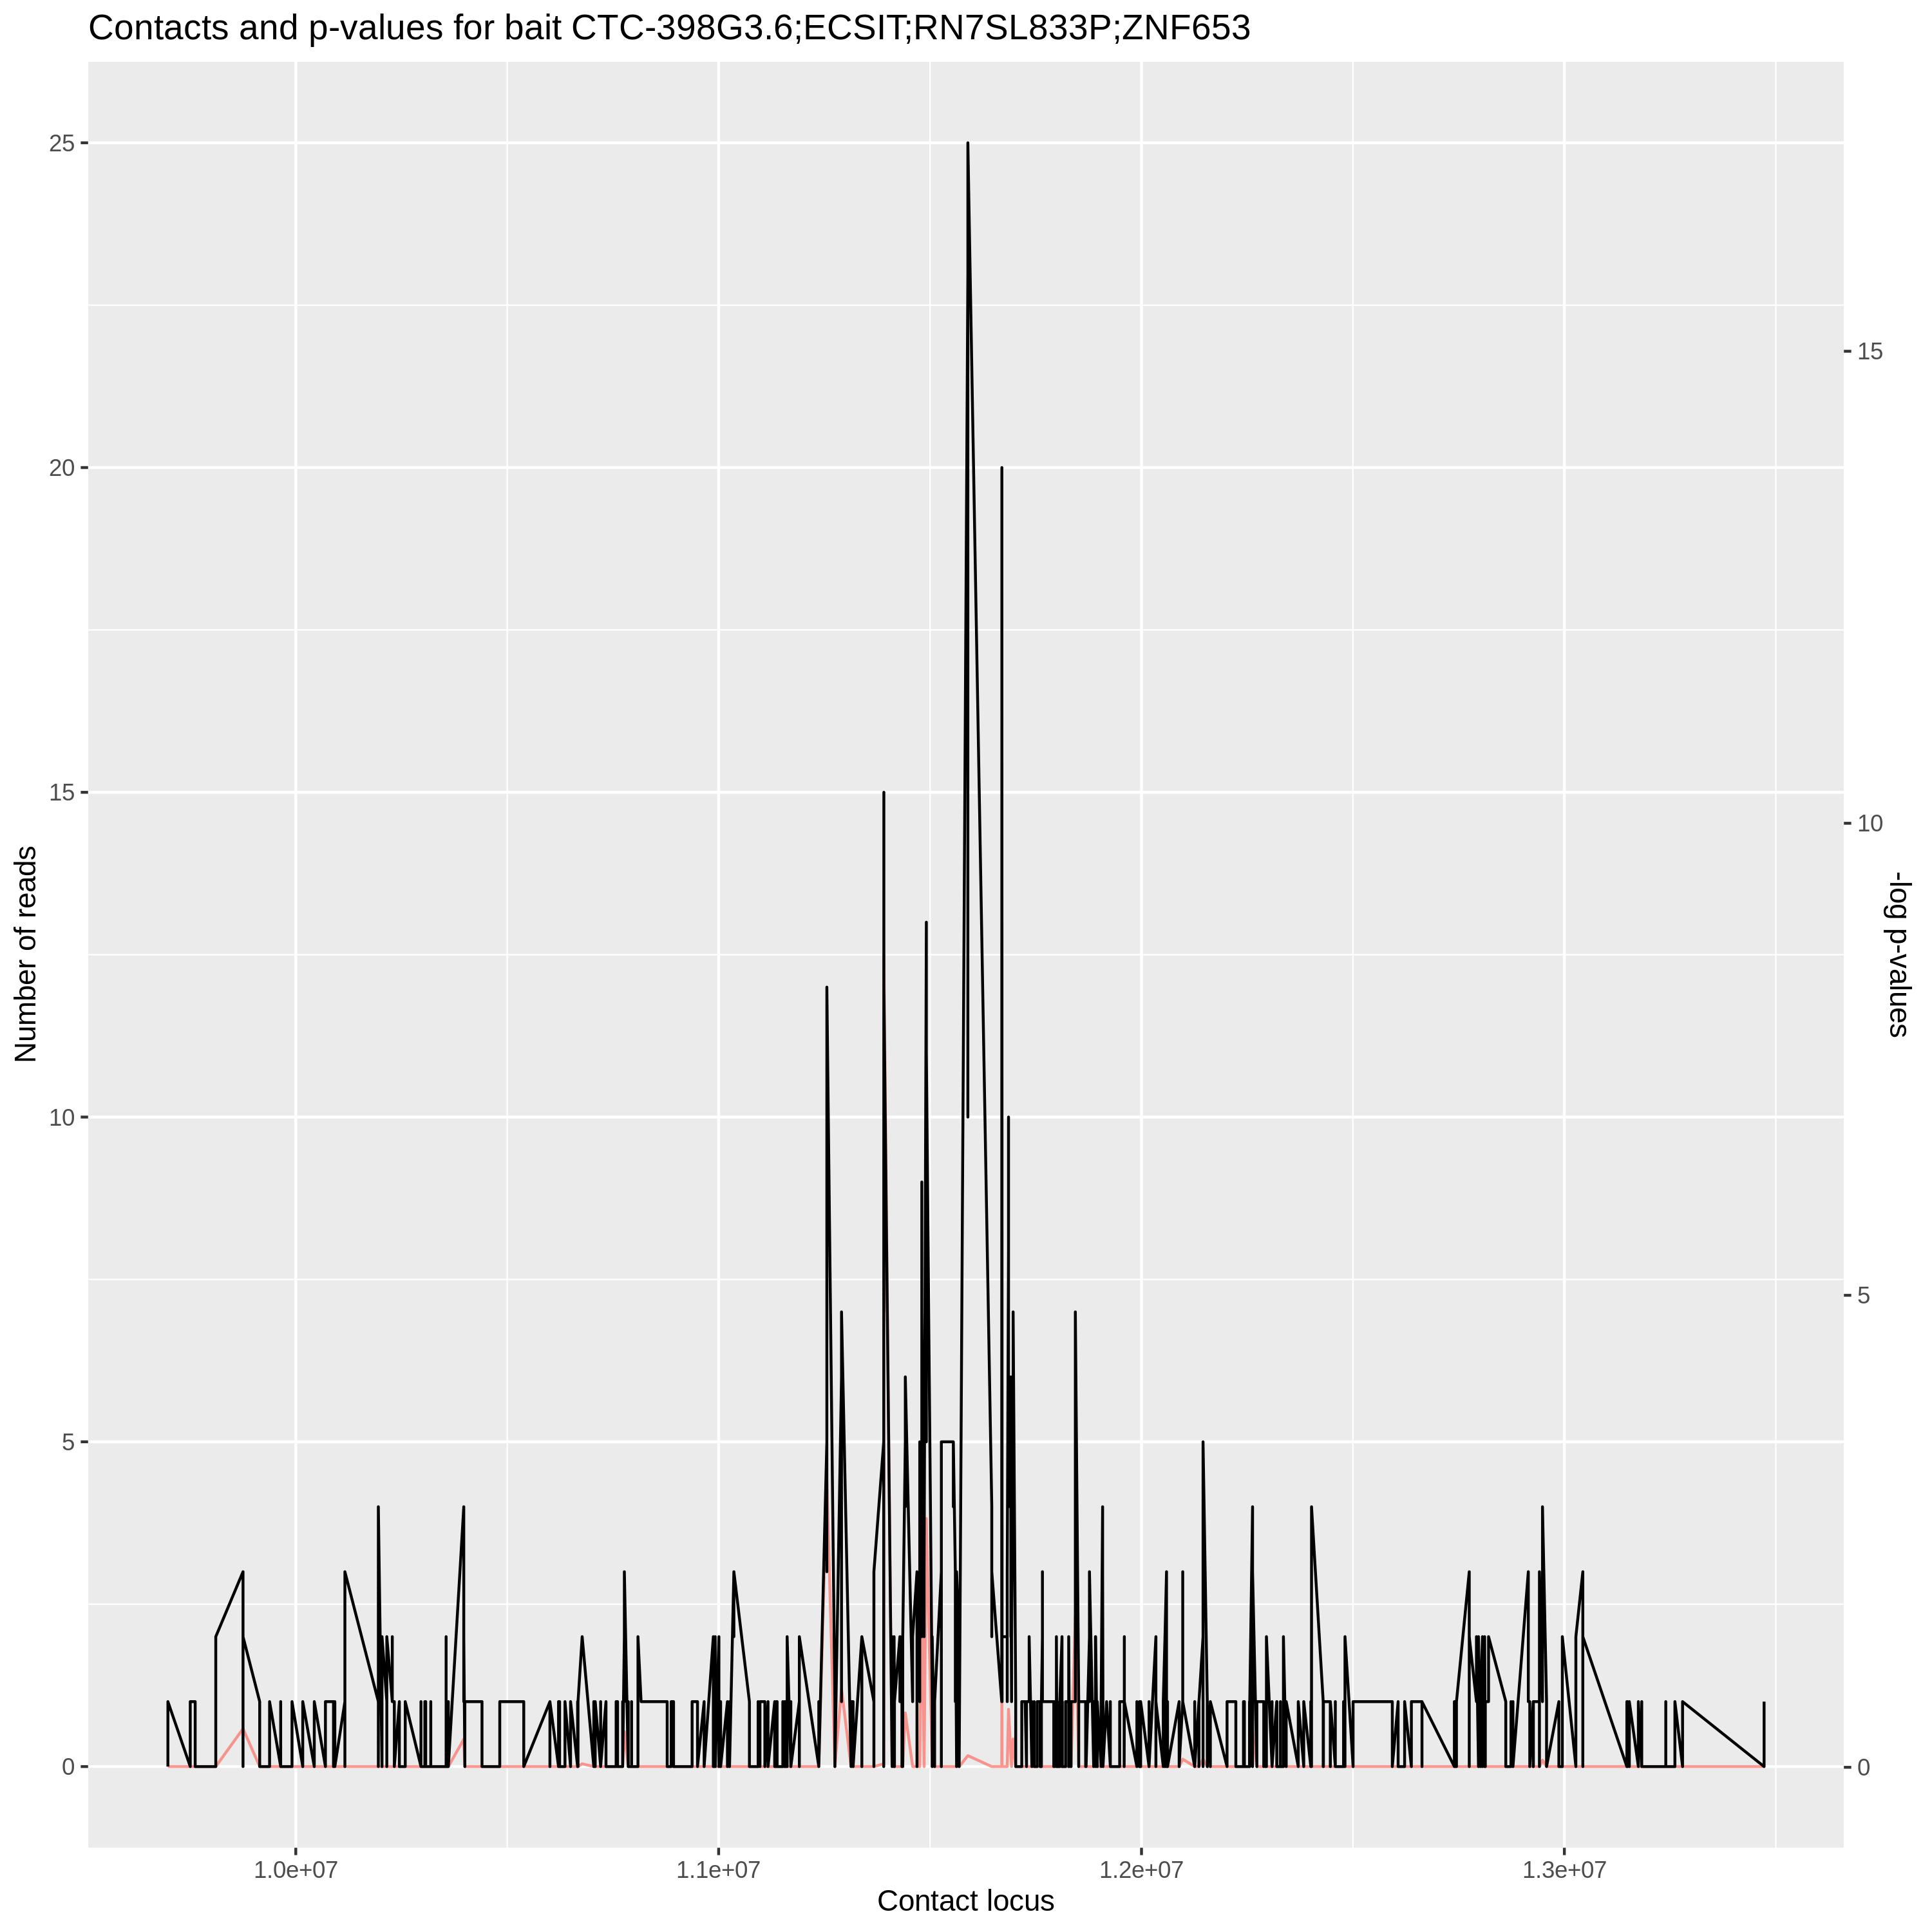 Contacts and p-values for bait CTC-398G3.6;ECSIT;RN7SL833P;ZNF653
25
20
15
10
5
0
Number of reads
15
10
5
0
-log p-values
1.0e+07
1.1e+07
1.2e+07
1.3e+07
Contact locus